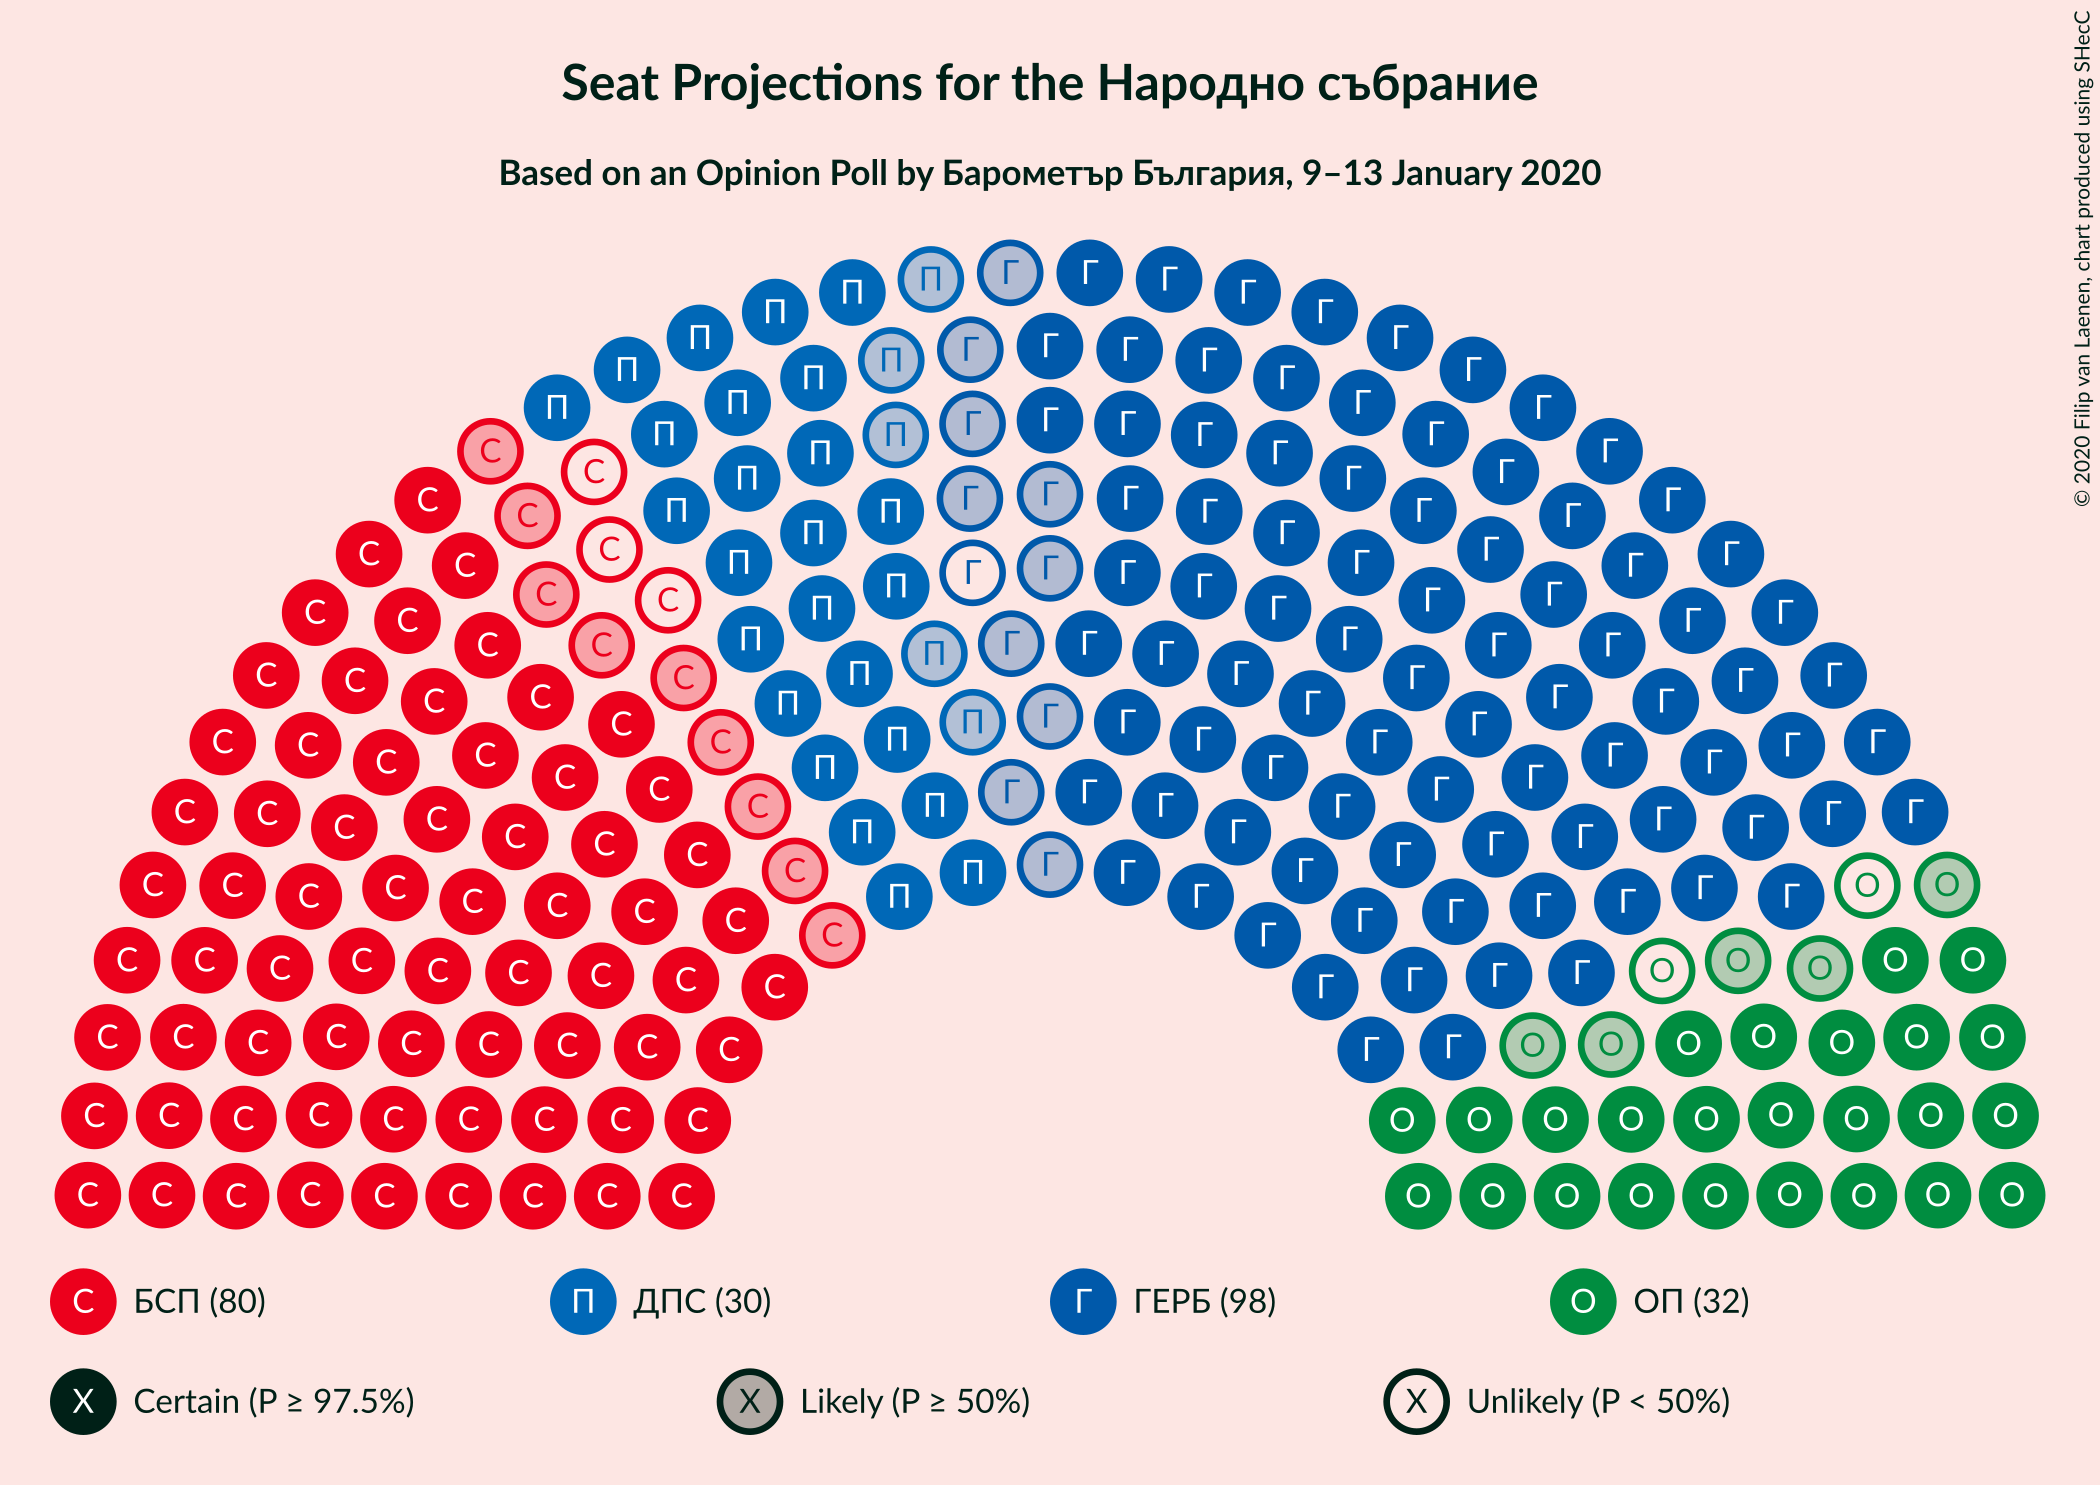 Seat Projections for the Народно събрание
Based on an Opinion Poll by Барометър България, 9–13 January 2020
© 2020 Filip van Laenen, chart produced using SHecC
С БСП (80) П ДПС (30) Г ГЕРБ (98) О ОП (32)
X Certain (P ≥ 97.5%) X Likely (P ≥ 50%) X Unlikely (P < 50%)